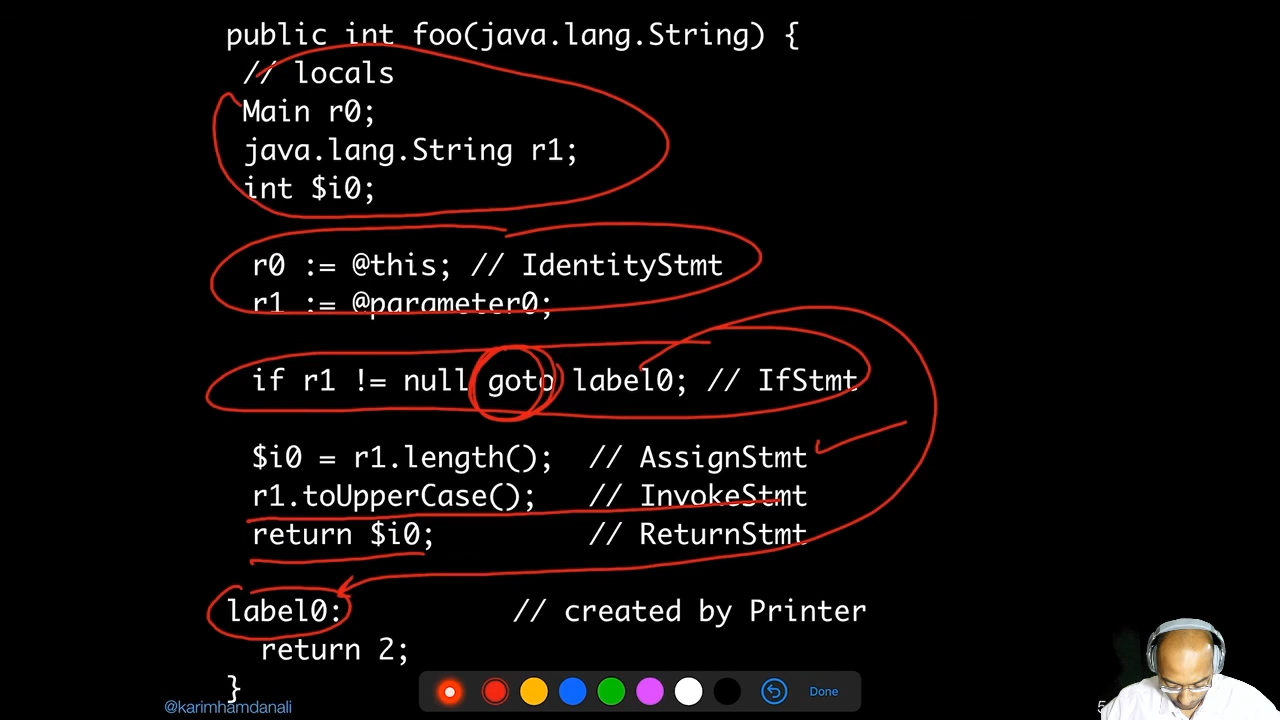 public int foo(java.lang.String) {
// locals
Main r0;
java.lang.String r1;
int $i0;
r0 := @this; // IdentityStmt
r1 := @parameter0;
if r1 != null goto label0; // IfStmt
$i0 = r1.length(); // AssignStmt
r1.toUpperCase(); // InvokeStmt
return $i0; // ReturnStmt
label0: // created by Printer
return 2;
}
Done
@karimhamdanali